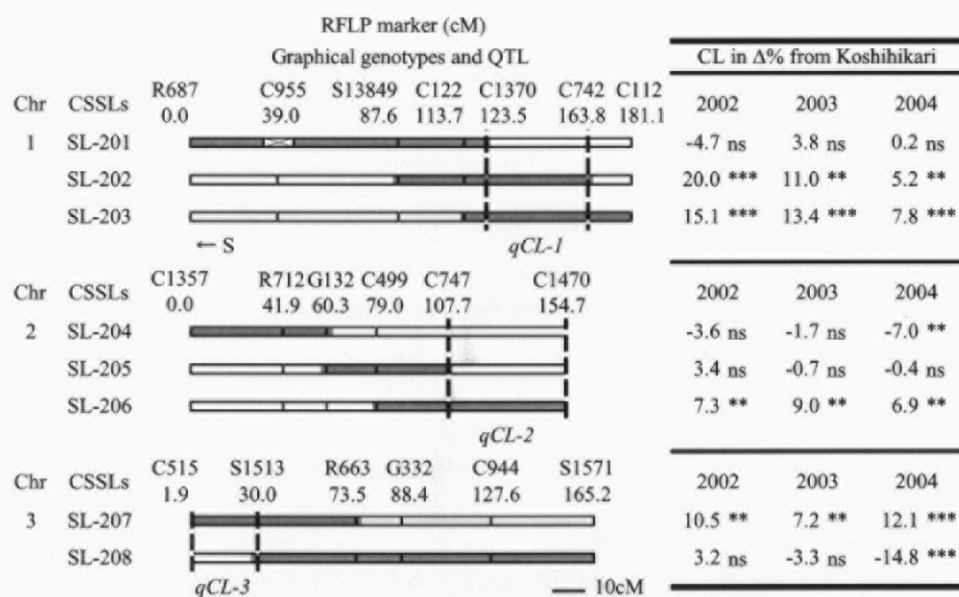 RFLP marker (cM)
Graphical genotypes and QTL
CL in Δ% from Koshihikari
Chr CSSLs R687 C955 S13849 C122 C1370 C742 C112
0.0 39.0 87.6 113.7 123.5 163.8 181.1
2002 2003 2004
1 SL-201 -4.7 ns 3.8 ns 0.2 ns
SL-202 20.0 *** 11.0 ** 5.2 **
SL-203 15.1 *** 13.4 *** 7.8 ***
← S qCL-1
Chr CSSLs C1357 R712 G132 C499 C747 C1470
0.0 41.9 60.3 79.0 107.7 154.7
2002 2003 2004
2 SL-204 -3.6 ns -1.7 ns -7.0 **
SL-205 3.4 ns -0.7 ns -0.4 ns
SL-206 7.3 ** 9.0 ** 6.9 **
qCL-2
Chr CSSLs C515 S1513 R663 G332 C944 S1571
1.9 30.0 73.5 88.4 127.6 165.2
2002 2003 2004
3 SL-207 10.5 ** 7.2 ** 12.1 ***
SL-208 3.2 ns -3.3 ns -14.8 ***
qCL-3 10cM